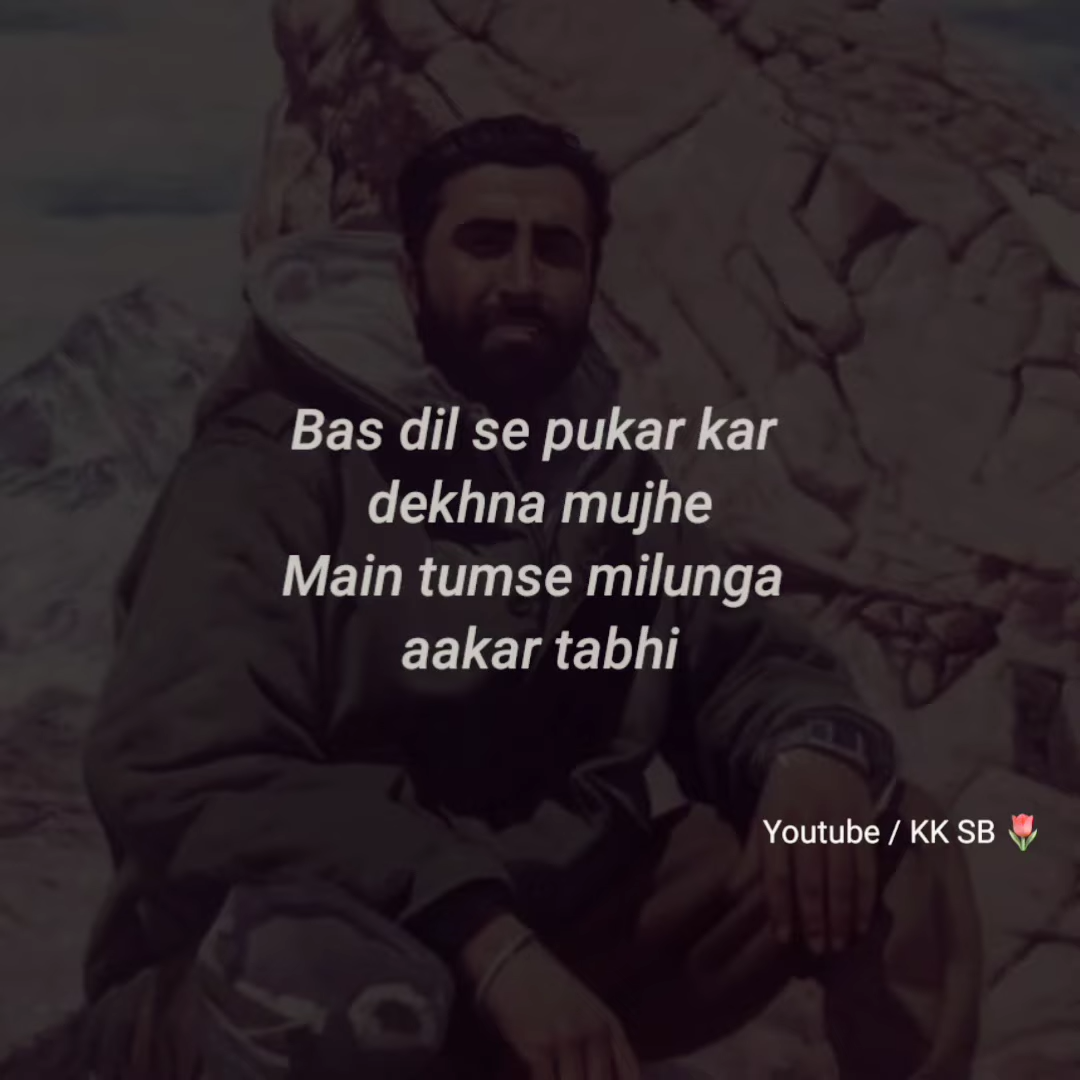 Bas dil se pukar kar
dekhna mujhe
Main tumse milunga
aakar tabhi
Youtube / KK SB 🌷